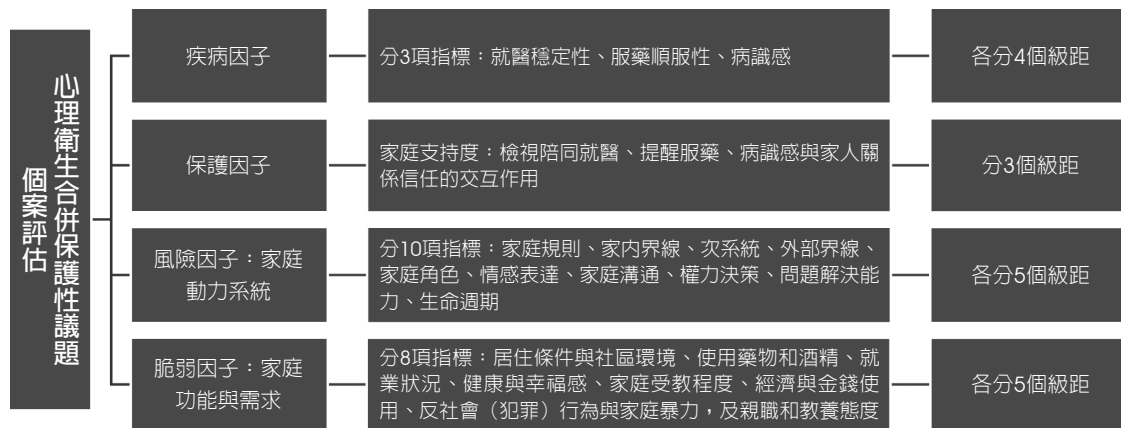 心理衛生合併保護性議題
個案評估
疾病因子
分3項指標：就醫穩定性、服藥順服性、病識感
各分4個級距
保護因子
家庭支持度：檢視陪同就醫、提醒服藥、病識感與家人關
係信任的交互作用
分3個級距
風險因子：家庭
動力系統
分10項指標：家庭規則、家內界線、次系統、外部界線、
家庭角色、情感表達、家庭溝通、權力決策、問題解決能
力、生命週期
各分5個級距
脆弱因子：家庭
功能與需求
分8項指標：居住條件與社區環境、使用藥物和酒精、就
業狀況、健康與幸福感、家庭受教程度、經濟與金錢使
用、反社會（犯罪）行為與家庭暴力，及親職和教養態度
各分5個級距